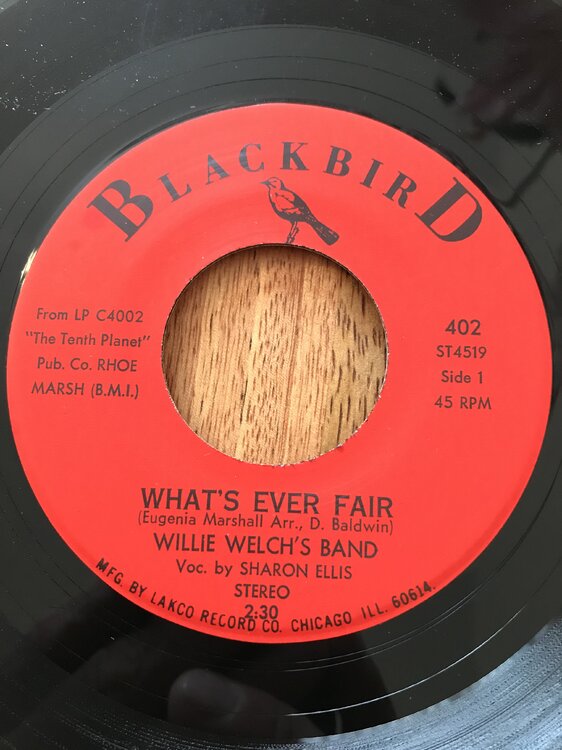 BLACKBIRD
From LP C4002
"The Tenth Planet"
Pub. Co. RHOE
MARSH (B.M.I.)
402
ST4519
Side 1
45 RPM
WHAT'S EVER FAIR
(Eugenia Marshall Arr., D. Baldwin)
WILLIE WELCH'S BAND
Voc. by SHARON ELLIS
STEREO
2:30
MFG. BY LAKCO RECORD CO. CHICAGO ILL. 60614.